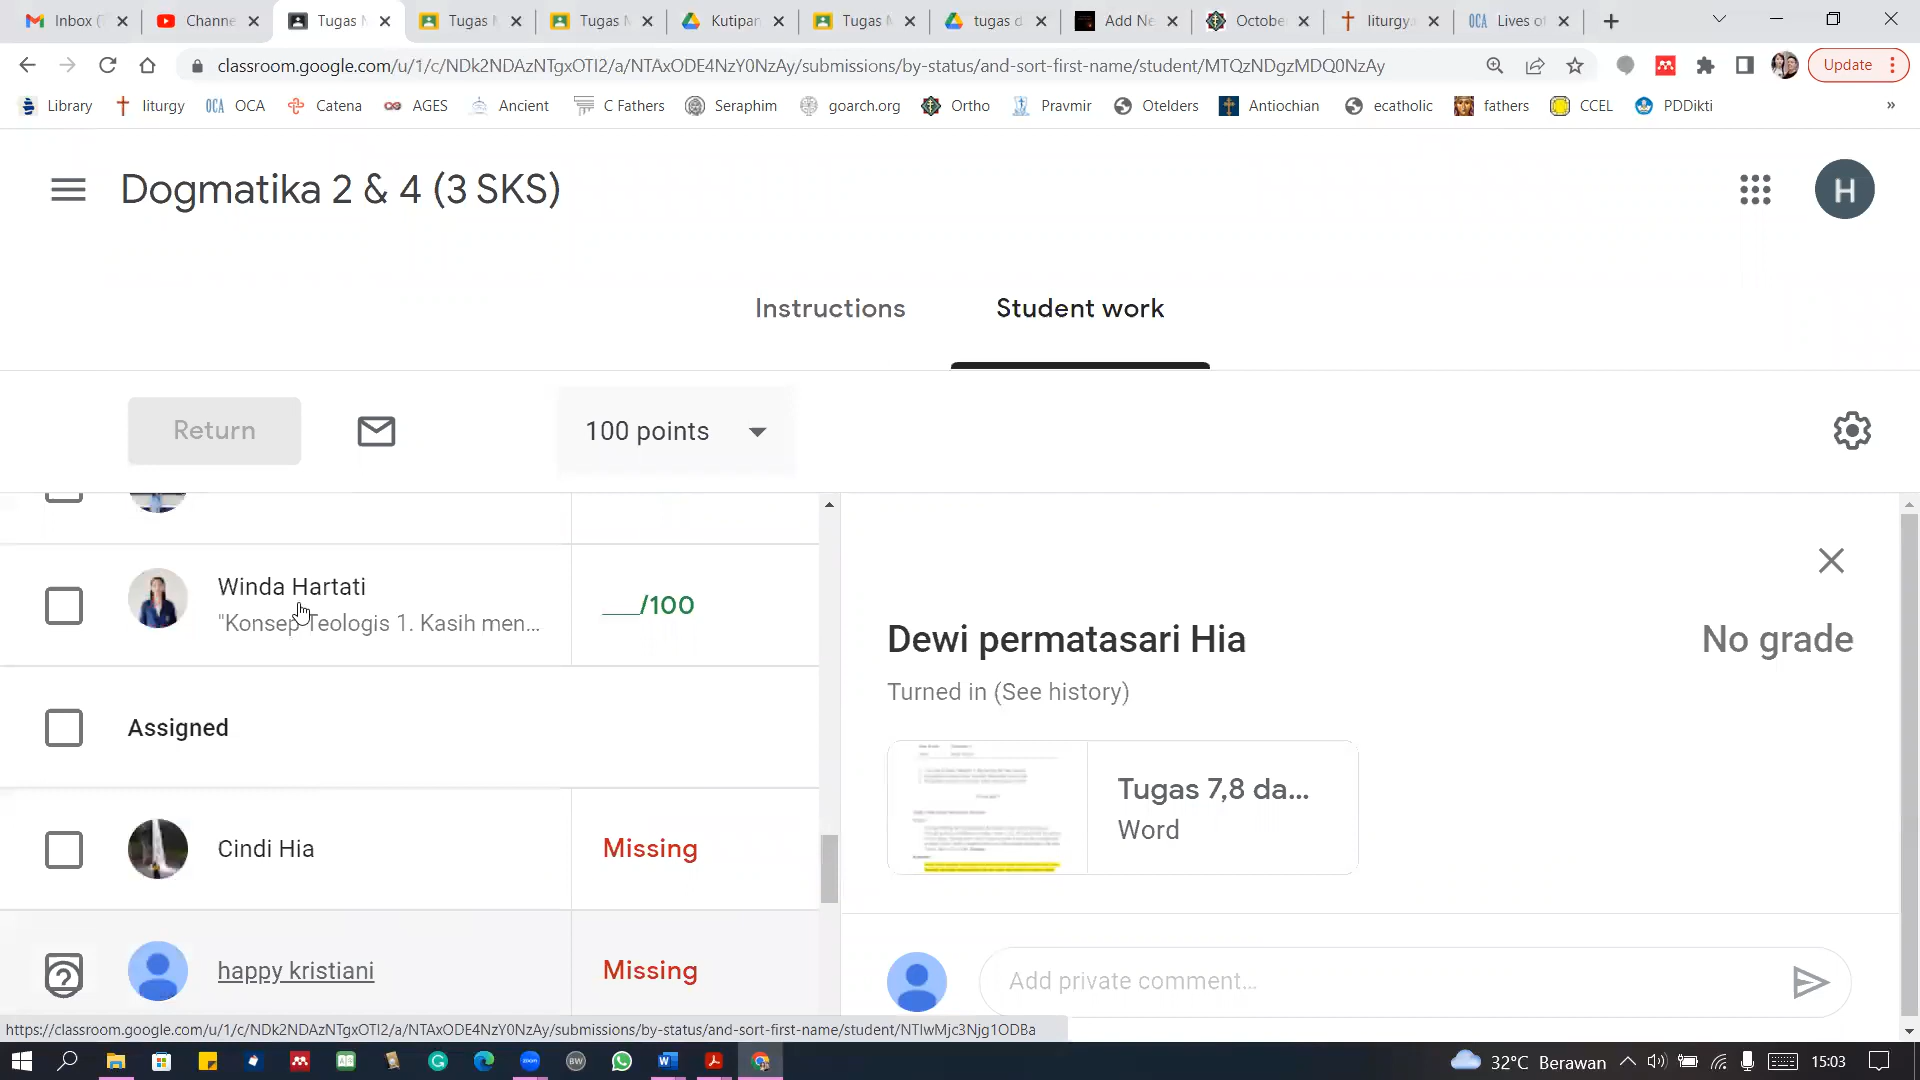 Inbox (
Channe
Tugas M
Tugas M
Tugas M
Kutipan
Tugas M
tugas d
Add Ne
Octobe
liturgy
Lives of
classroom.google.com/u/1/c/NDk2NDAzNTgxOTI2/a/NTAxODE4NzY0NzAy/submissions/by-status/and-sort-first-name/student/MTQzNDgzMDQ0NzAy
Update
Library
liturgy
OCA
Catena
AGES
Ancient
C Fathers
Seraphim
goarch.org
Ortho
Pravmir
Otelders
Antiochian
ecatholic
fathers
CCEL
PDDikti
»
Dogmatika 2 & 4 (3 SKS)
H
Instructions
Student work
Return
100 points
Winda Hartati
"Konsep Teologis 1. Kasih men...
___/100
Assigned
Cindi Hia
Missing
happy kristiani
Missing
Dewi permatasari Hia
No grade
Turned in (See history)
Tugas 7,8 da...
Word
Add private comment...
https://classroom.google.com/u/1/c/NDk2NDAzNTgxOTI2/a/NTAxODE4NzY0NzAy/submissions/by-status/and-sort-first-name/student/NTIwMjc3Njg1ODBa
32°C Berawan
15:03